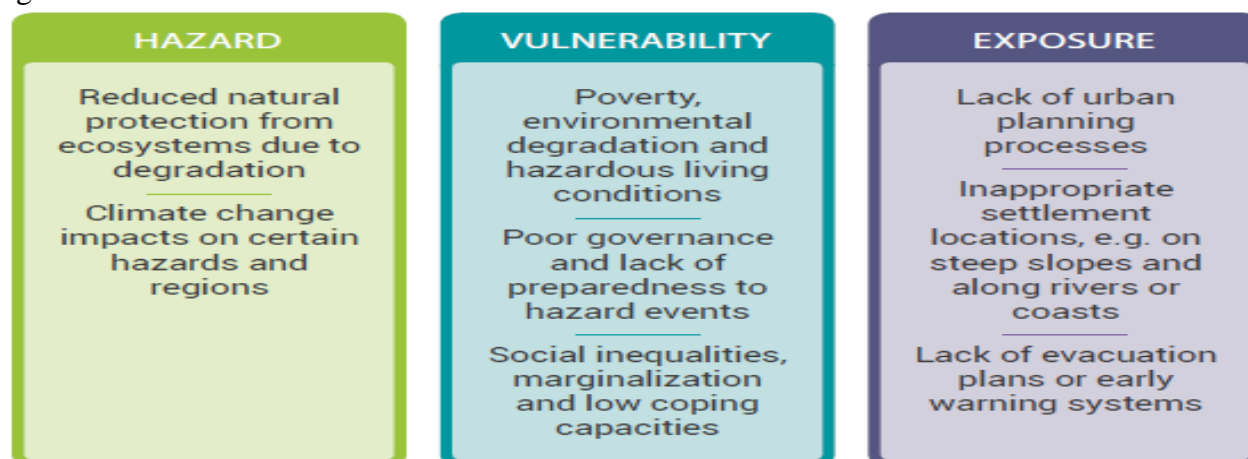 HAZARD
Reduced natural
protection from
ecosystems due to
degradation
Climate change
impacts on certain
hazards and
regions
VULNERABILITY
Poverty,
environmental
degradation and
hazardous living
conditions
Poor governance
and lack of
preparedness to
hazard events
Social inequalities,
marginalization
and low coping
capacities
EXPOSURE
Lack of urban
planning
processes
Inappropriate
settlement
locations, e.g. on
steep slopes and
along rivers or
coasts
Lack of evacuation
plans or early
warning systems